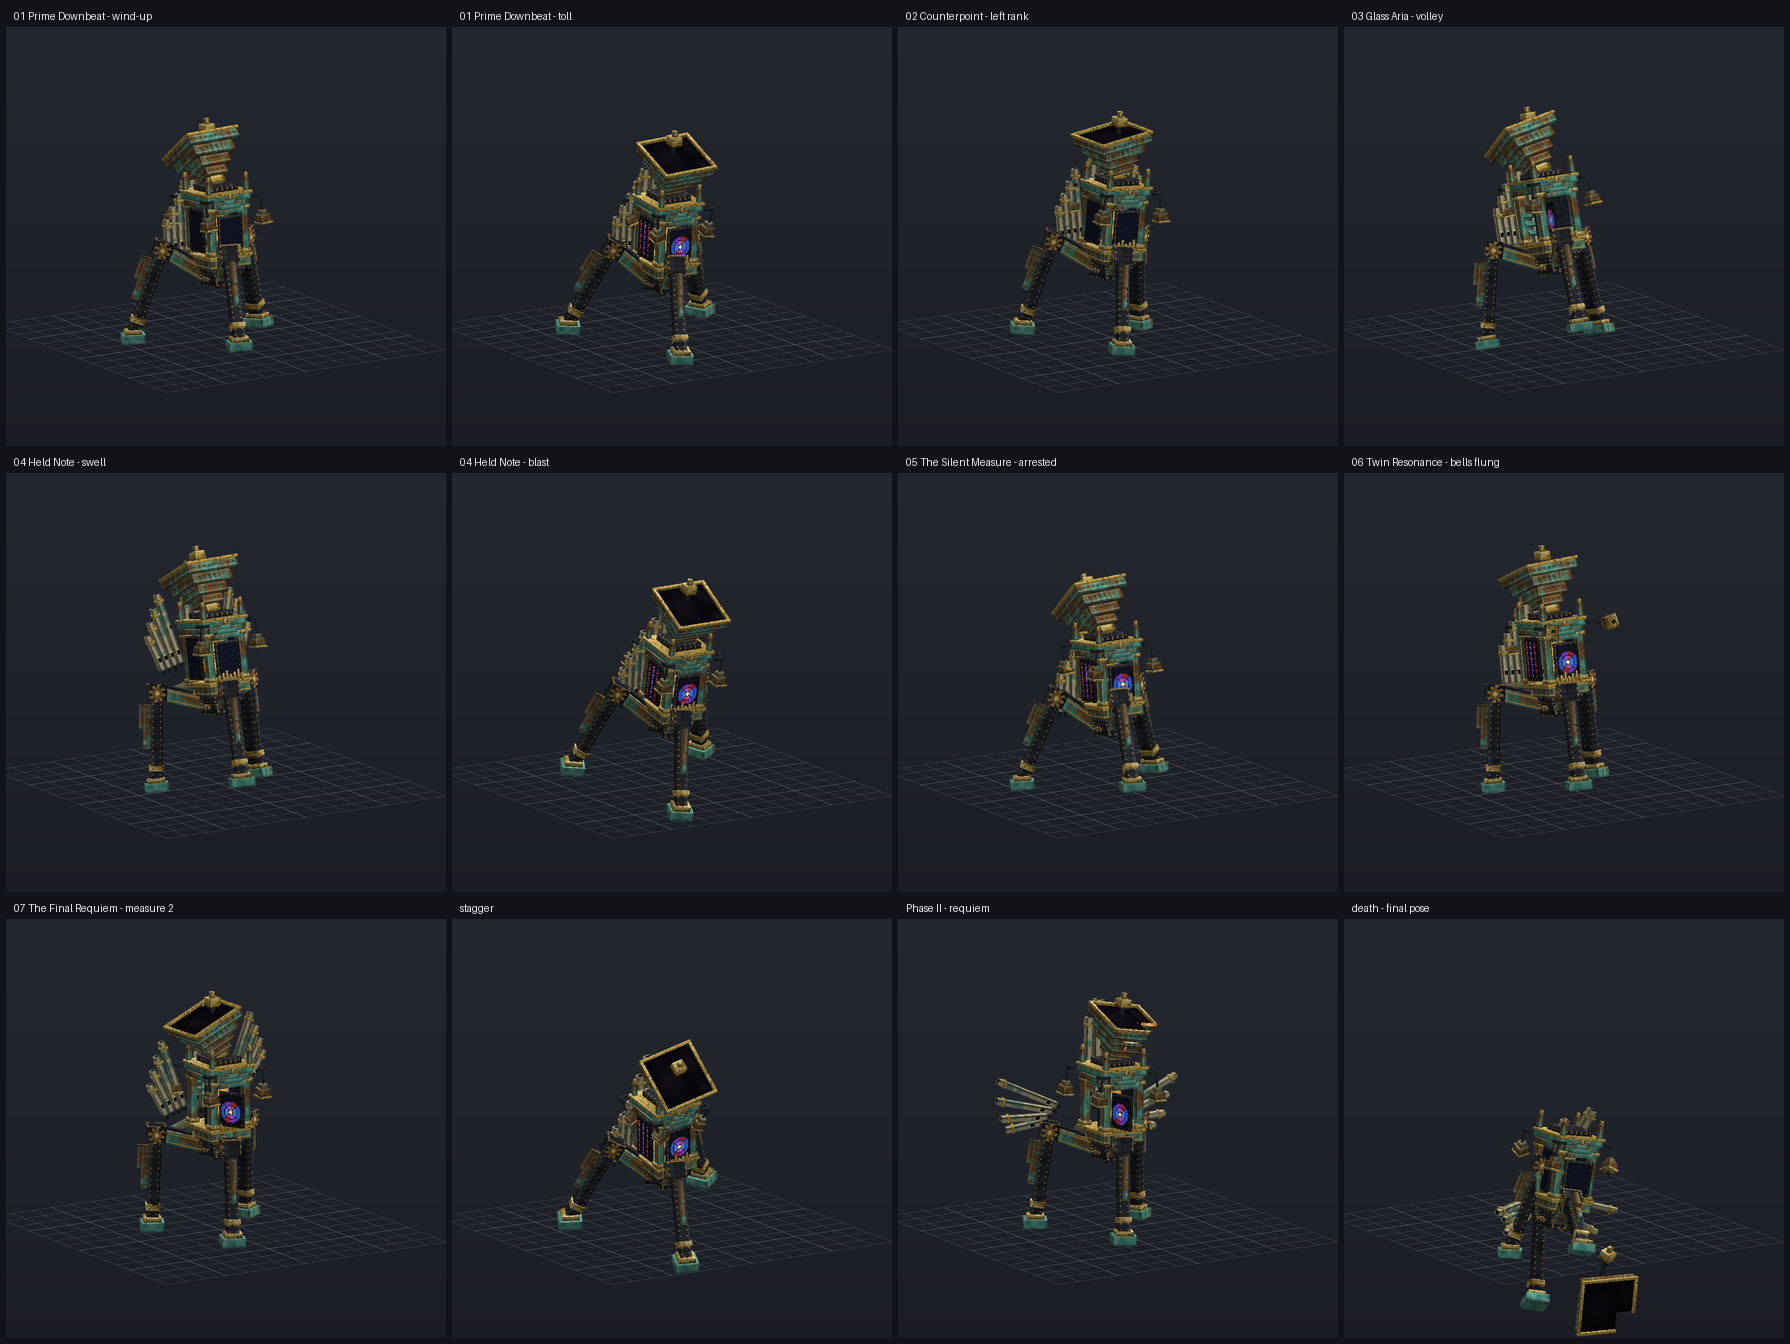 01 Prime Downbeat - wind-up
01 Prime Downbeat - toll
02 Counterpoint - left rank
03 Glass Aria - volley
04 Held Note - swell
04 Held Note - blast
05 The Silent Measure - arrested
06 Twin Resonance - bells flung
07 The Final Requiem - measure 2
stagger
Phase II - requiem
death - final pose